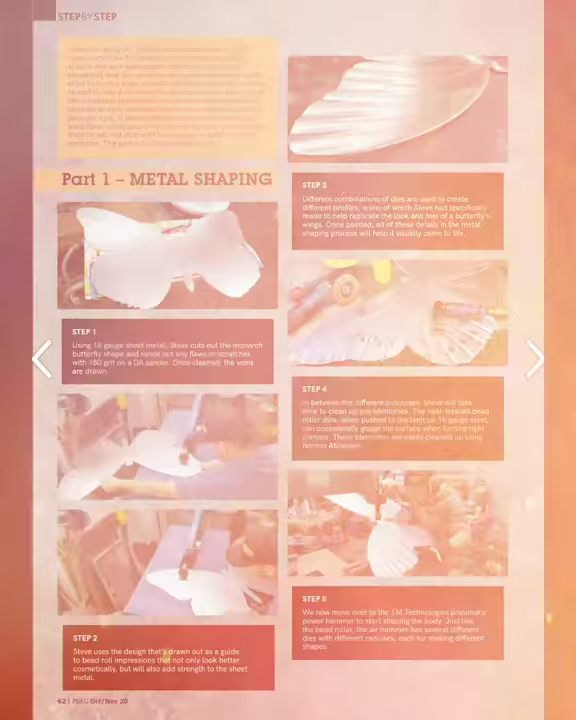 STEPBYSTEP
Part 1 – METAL SHAPING
STEP 1
Using 18 gauge sheet metal, Steve cuts out the monarch
butterfly shape and sands out any flaws or scratches
with 180 grit on a DA sander. Once cleaned, the veins
are drawn.
STEP 2
Steve uses the design that's drawn out as a guide
to bead roll impressions that not only look better
cosmetically, but will also add strength to the sheet
metal.
STEP 3
Different combinations of dies are used to create
different profiles, some of which Steve had specifically
made to help replicate the look and feel of a butterfly's
wings. Once painted, all of these details in the metal
shaping process will help it visually come to life.
STEP 4
In between the different processes, Steve will take
time to clean up any blemishes. The heat-treated bead
roller dies, when pushed to the limit on 16 gauge steel,
can occasionally gouge the surface when turning tight
corners. These blemishes are easily cleaned up using
Norton Abrasives.
STEP 5
We now move over to the TM Technologies pneumatic
power hammer to start shaping the body. Just like
the bead roller, the air hammer has several different
dies with different radiuses, each for making different
shapes.
62 | PSKG Oct/Nov 20